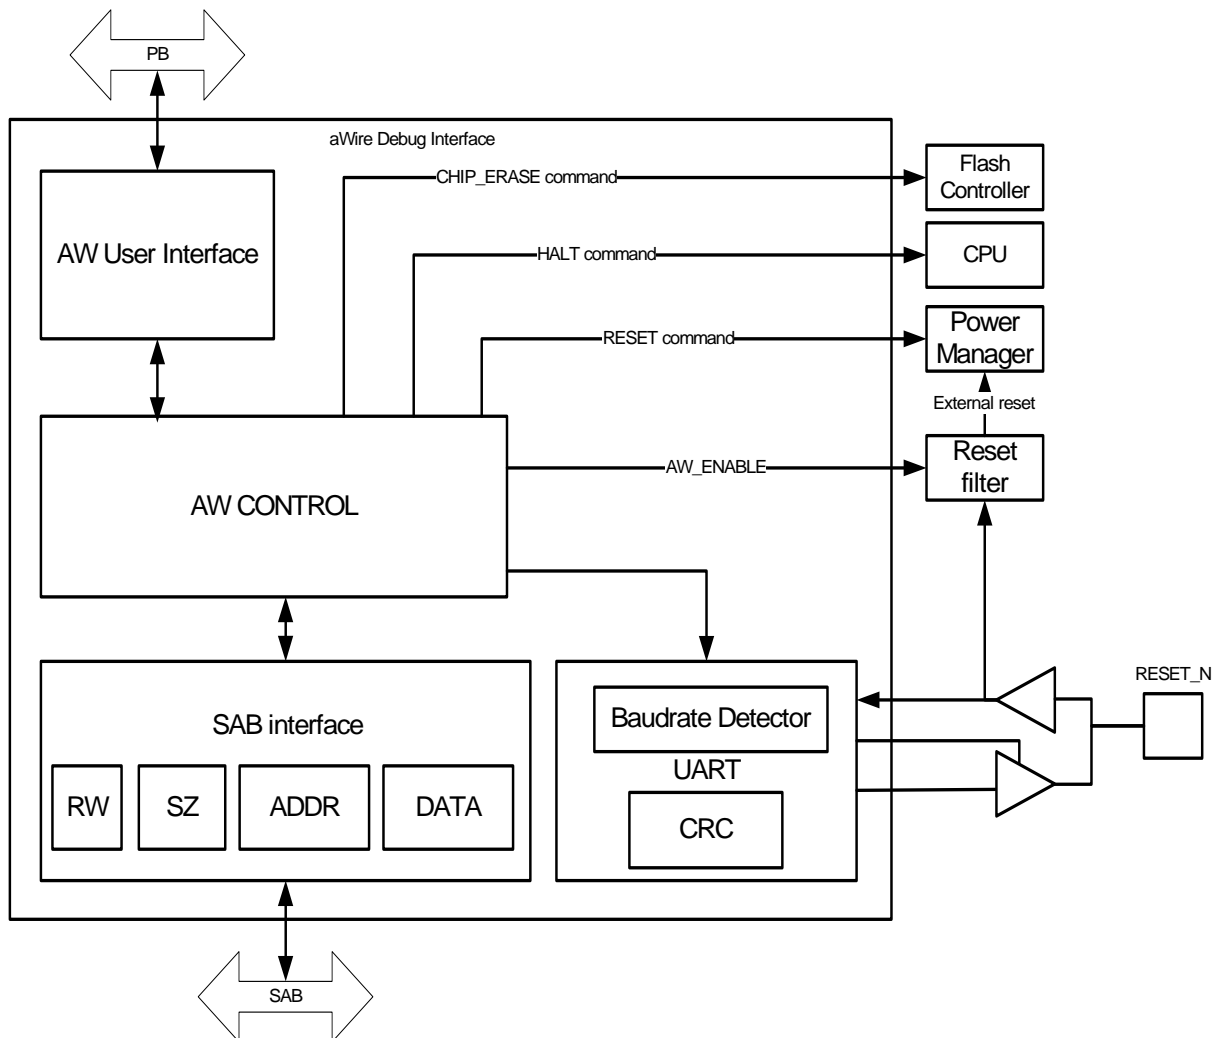 PB
aWire Debug Interface
AW User Interface
CHIP_ERASE command
Flash
Controller
HALT command
CPU
RESET command
Power
Manager
External reset
AW CONTROL
AW_ENABLE
Reset
filter
SAB interface
RW
SZ
ADDR
DATA
Baudrate Detector
UART
CRC
RESET_N
SAB